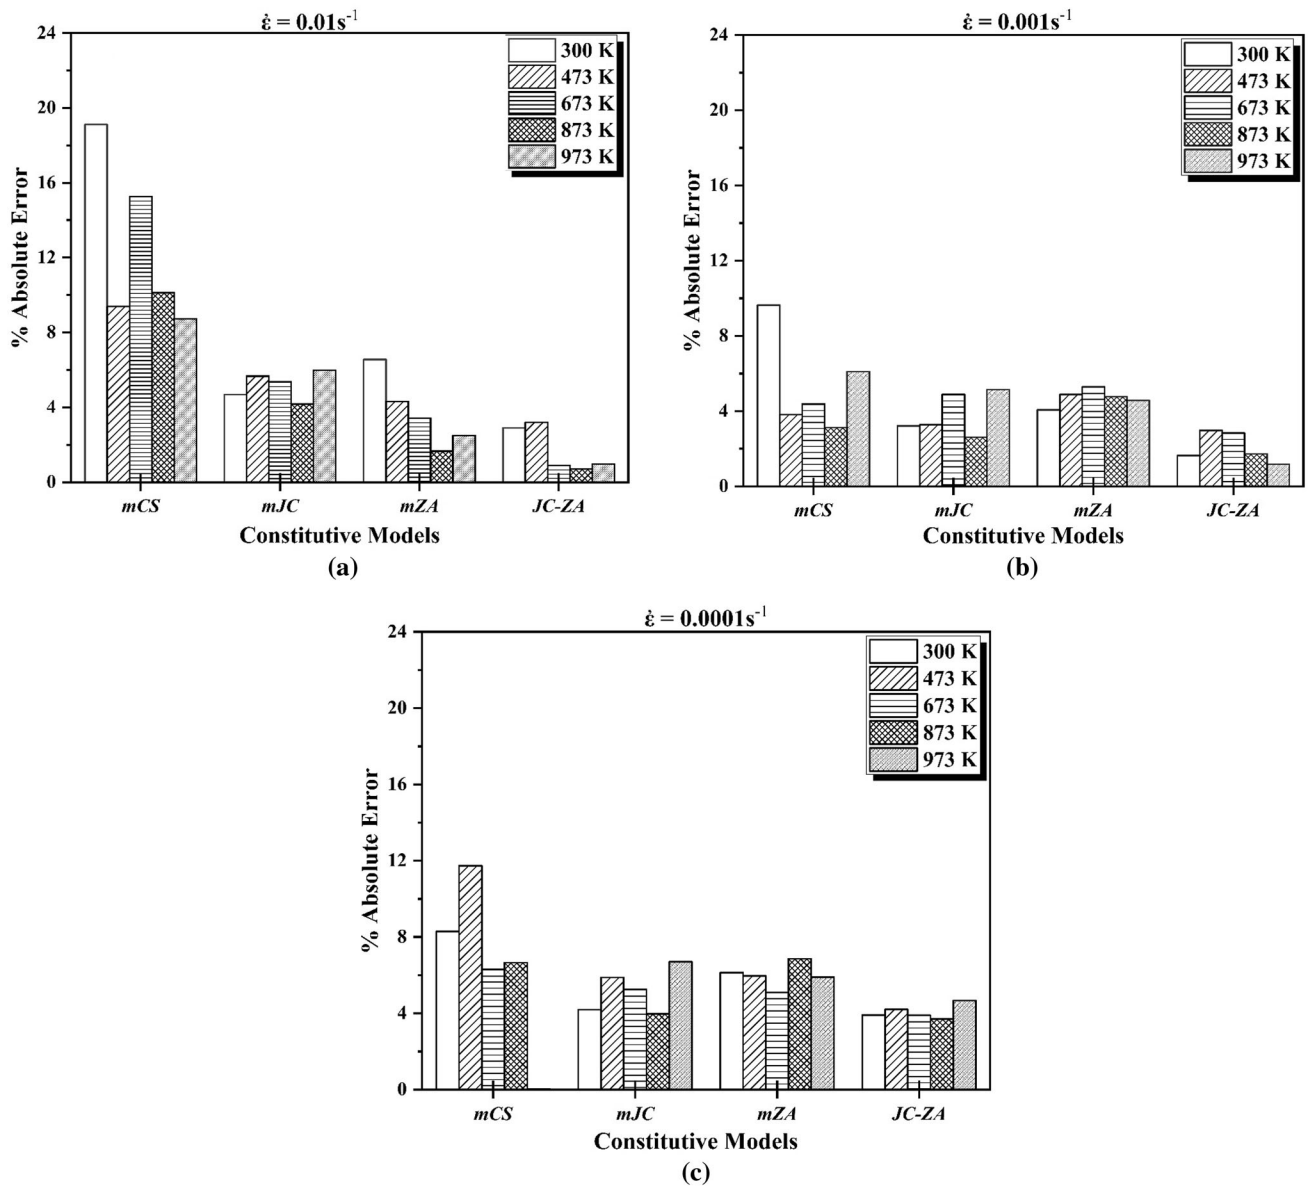 ε̇ = 0.01s⁻¹
24
20
16
12
8
4
0
% Absolute Error
300 K
473 K
673 K
873 K
973 K
mCS mJC mZA JC-ZA
Constitutive Models
(a)
ε̇ = 0.001s⁻¹
24
20
16
12
8
4
0
% Absolute Error
300 K
473 K
673 K
873 K
973 K
mCS mJC mZA JC-ZA
Constitutive Models
(b)
ε̇ = 0.0001s⁻¹
24
20
16
12
8
4
0
% Absolute Error
300 K
473 K
673 K
873 K
973 K
mCS mJC mZA JC-ZA
Constitutive Models
(c)